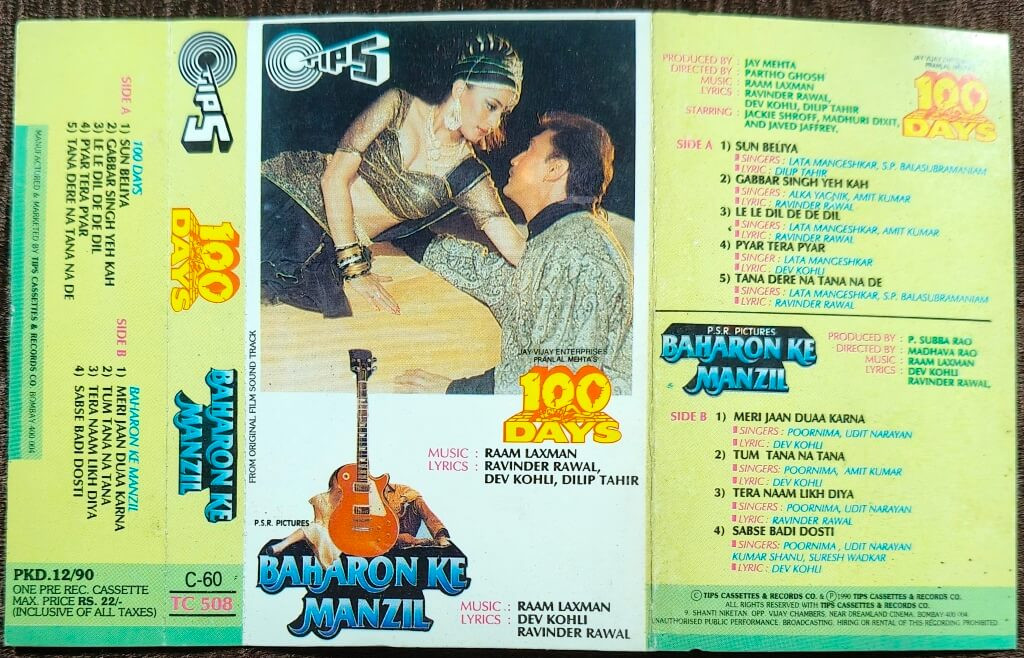 100 DAYS
SIDE A 1) SUN BELIYA
2) GABBAR SINGH YEH KAH
3) LE LE DIL DE DE DIL
4) PYAR TERA PYAR
5) TANA DERE NA TANA NA DE
BAHARON KE MANZIL
SIDE B 1) MERI JAAN DUAA KARNA
2) TUM TANA NA TANA
3) TERA NAAM LIKH DIYA
4) SABSE BADI DOSTI
MANUFACTURED & MARKETED BY TIPS CASSETTES & RECORDS CO. BOMBAY-400 004
PKD.12/90
ONE PRE REC. CASSETTE
MAX. PRICE RS. 22/-
(INCLUSIVE OF ALL TAXES)
TIPS
100
DAYS
BAHARON KE
MANZIL
C-60
TC 508
TIPS
FROM ORIGINAL FILM SOUND TRACK
JAY VIJAY ENTERPRISES
PRANLAL MEHTA'S
100
DAYS
MUSIC : RAAM LAXMAN
LYRICS : RAVINDER RAWAL,
DEV KOHLI, DILIP TAHIR
P.S.R. PICTURES
BAHARON KE
MANZIL
MUSIC : RAAM LAXMAN
LYRICS : DEV KOHLI
RAVINDER RAWAL
PRODUCED BY : JAY MEHTA
DIRECTED BY : PARTHO GHOSH
MUSIC : RAAM LAXMAN
LYRICS : RAVINDER RAWAL,
DEV KOHLI, DILIP TAHIR
STARRING : JACKIE SHROFF, MADHURI DIXIT,
AND JAVED JAFFREY.
100
DAYS
SIDE A 1) SUN BELIYA
SINGERS : LATA MANGESHKAR, S.P. BALASUBRAMANIAM
LYRIC : DILIP TAHIR
2) GABBAR SINGH YEH KAH
SINGERS : ALKA YAGNIK, AMIT KUMAR
LYRIC : RAVINDER RAWAL
3) LE LE DIL DE DE DIL
SINGERS : LATA MANGESHKAR, AMIT KUMAR
LYRIC : RAVINDER RAWAL
4) PYAR TERA PYAR
SINGER : LATA MANGESHKAR
LYRIC : DEV KOHLI
5) TANA DERE NA TANA NA DE
SINGERS : LATA MANGESHKAR, S.P. BALASUBRAMANIAM
LYRIC : RAVINDER RAWAL
P.S.R. PICTURES
BAHARON KE
MANZIL
PRODUCED BY : P. SUBBA RAO
DIRECTED BY : MADHAVA RAO
MUSIC : RAAM LAXMAN
LYRICS : DEV KOHLI
RAVINDER RAWAL,
SIDE B 1) MERI JAAN DUAA KARNA
SINGERS : POORNIMA, UDIT NARAYAN
LYRIC : DEV KOHLI
2) TUM TANA NA TANA
SINGERS: POORNIMA, AMIT KUMAR
LYRIC : DEV KOHLI
3) TERA NAAM LIKH DIYA
SINGERS : POORNIMA, UDIT NARAYAN
LYRIC : RAVINDER RAWAL
4) SABSE BADI DOSTI
SINGERS: POORNIMA , UDIT NARAYAN
KUMAR SHANU, SURESH WADKAR
LYRIC : DEV KOHLI
© TIPS CASSETTES & RECORDS CO. & ℗ 1990 TIPS CASSETTES & RECORDS CO.
ALL RIGHTS RESERVED WITH TIPS CASSETTES & RECORDS CO.
9. SHANTI NIKETAN OPP. VIJAY CHAMBERS, NEAR DREAMLAND CINEMA, BOMBAY-400 004.
UNAUTHORISED PUBLIC PERFORMANCE, BROADCASTING, HIRING OR RENTAL OF THIS RECORDING PROHIBITED